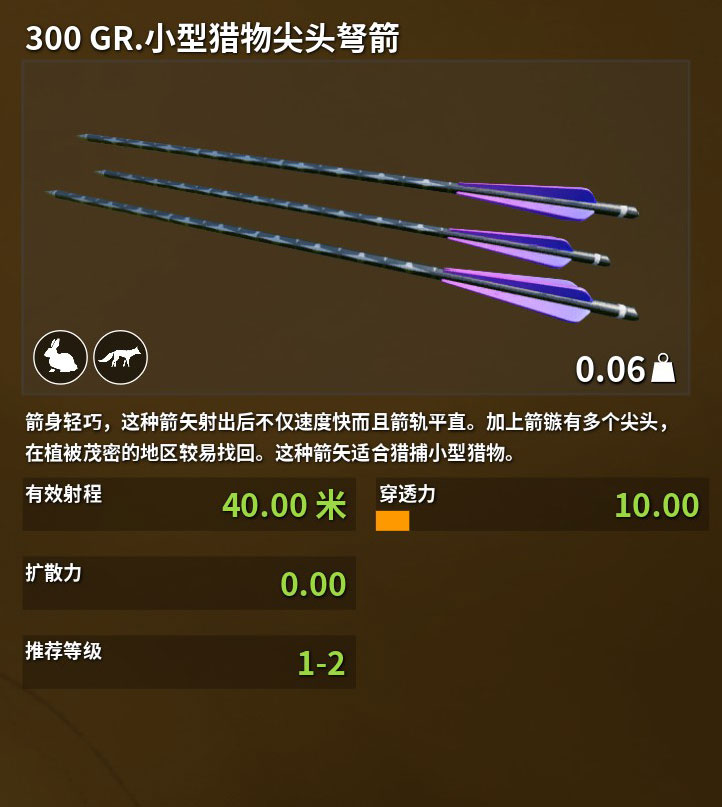 300 GR.小型猎物尖头弩箭
0.06
箭身轻巧，这种箭矢射出后不仅速度快而且箭轨平直。加上箭镞有多个尖头，
在植被茂密的地区较易找回。这种箭矢适合猎捕小型猎物。
有效射程
40.00 米
穿透力
10.00
扩散力
0.00
推荐等级
1-2